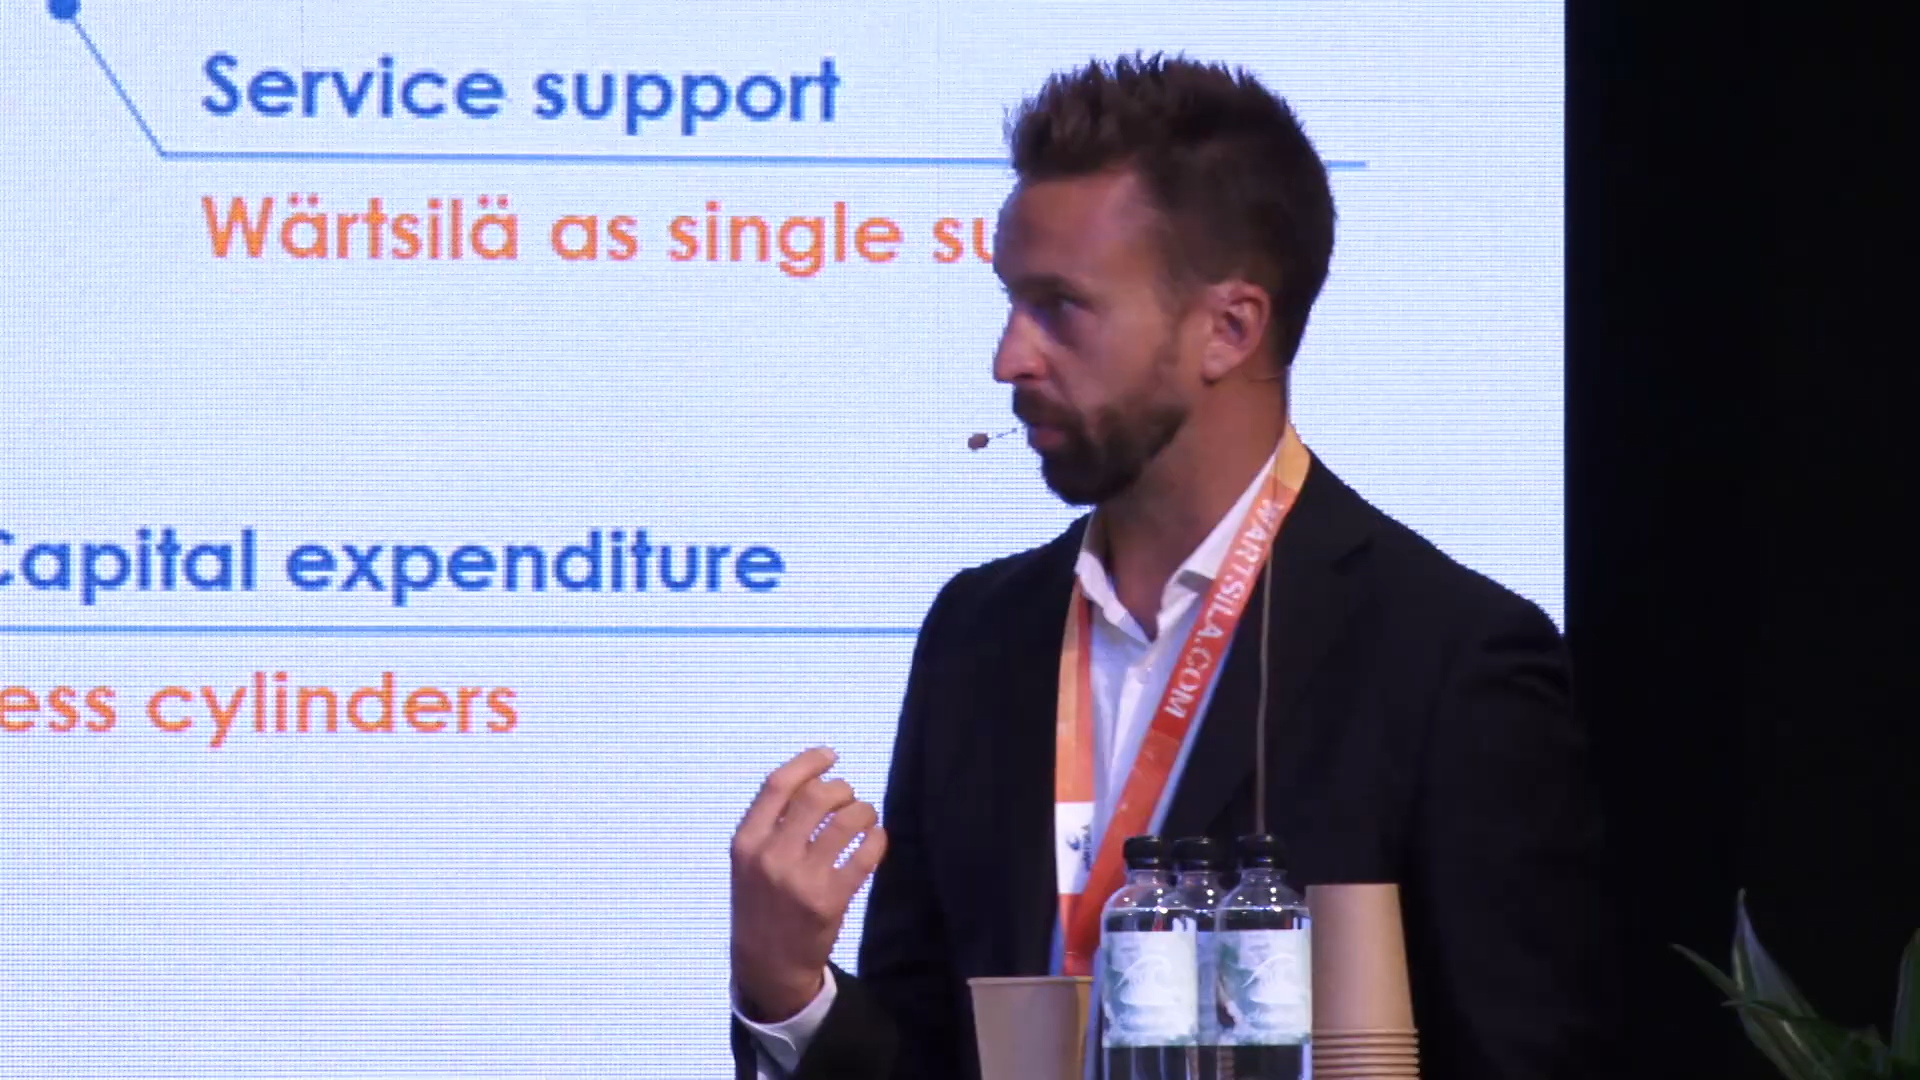 Service support
Wärtsilä as single su
Capital expenditure
ess cylinders
WARTSILA.COM